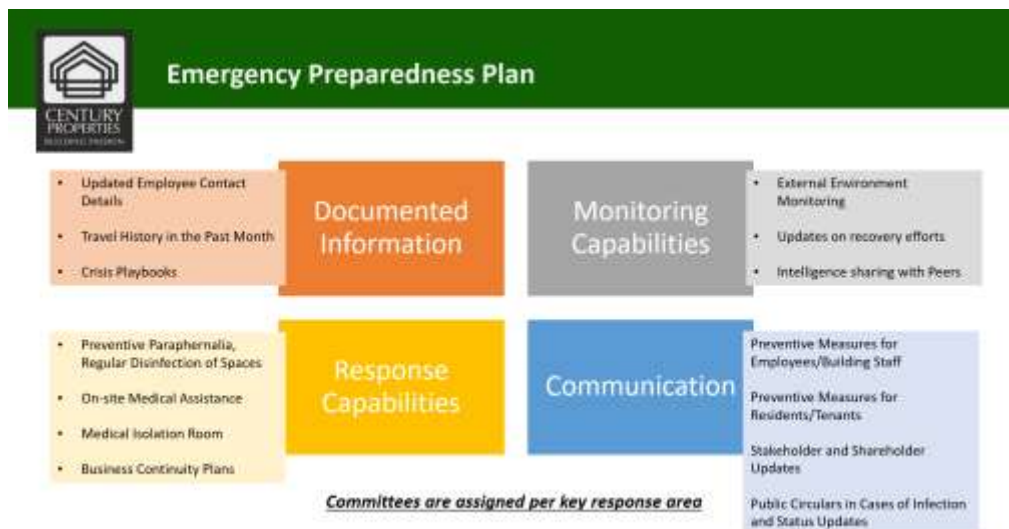 Emergency Preparedness Plan
CENTURY
PROPERTIES
• Updated Employee Contact
Details
• Travel History in the Past Month
• Crisis Playbooks
Documented
Information
Monitoring
Capabilities
• External Environment
Monitoring
• Updates on recovery efforts
• Intelligence sharing with Peers
• Preventive Paraphernalia,
Regular Disinfection of Spaces
• On-site Medical Assistance
• Medical Isolation Room
• Business Continuity Plans
Response
Capabilities
Communication
Preventive Measures for
Employees/Building Staff
Preventive Measures for
Residents/Tenants
Stakeholder and Shareholder
Updates
Public Circulars in Cases of Infection
and Status Updates
Committees are assigned per key response area